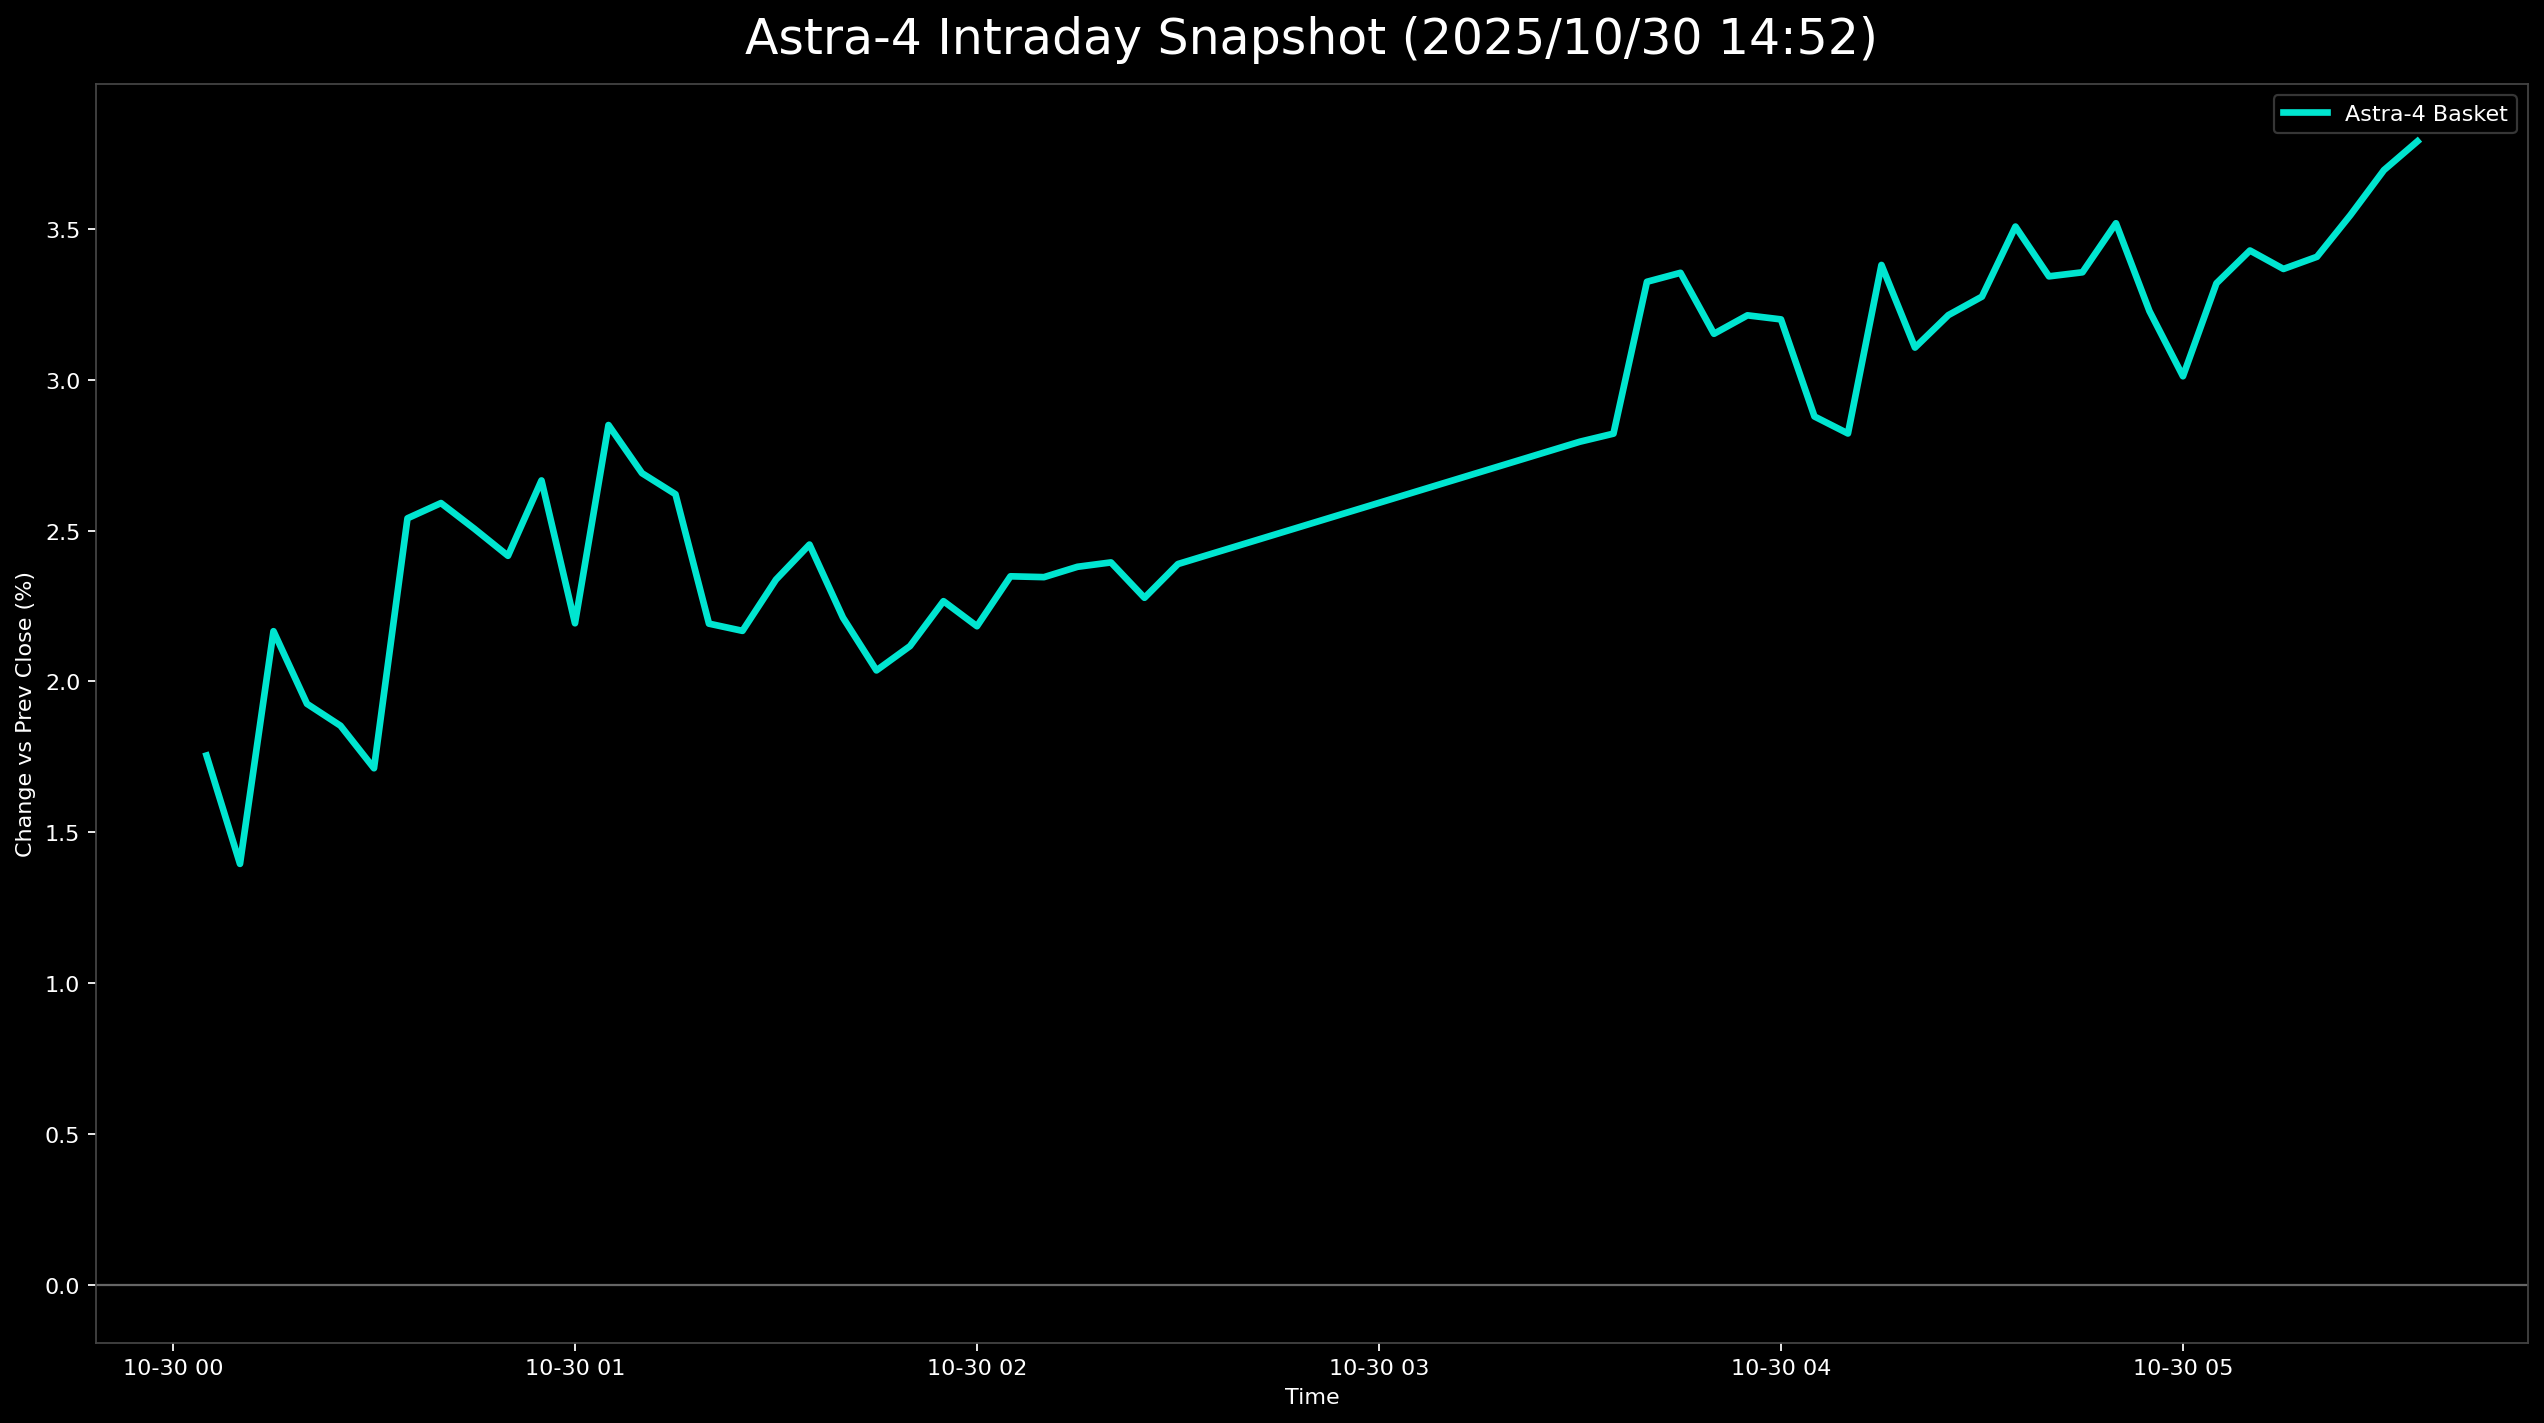 Astra-4 Intraday Snapshot (2025/10/30 14:52)
Astra-4 Basket
Change vs Prev Close (%)
3.5
3.0
2.5
2.0
1.5
1.0
0.5
0.0
10-30 00 10-30 01 10-30 02 10-30 03 10-30 04 10-30 05
Time